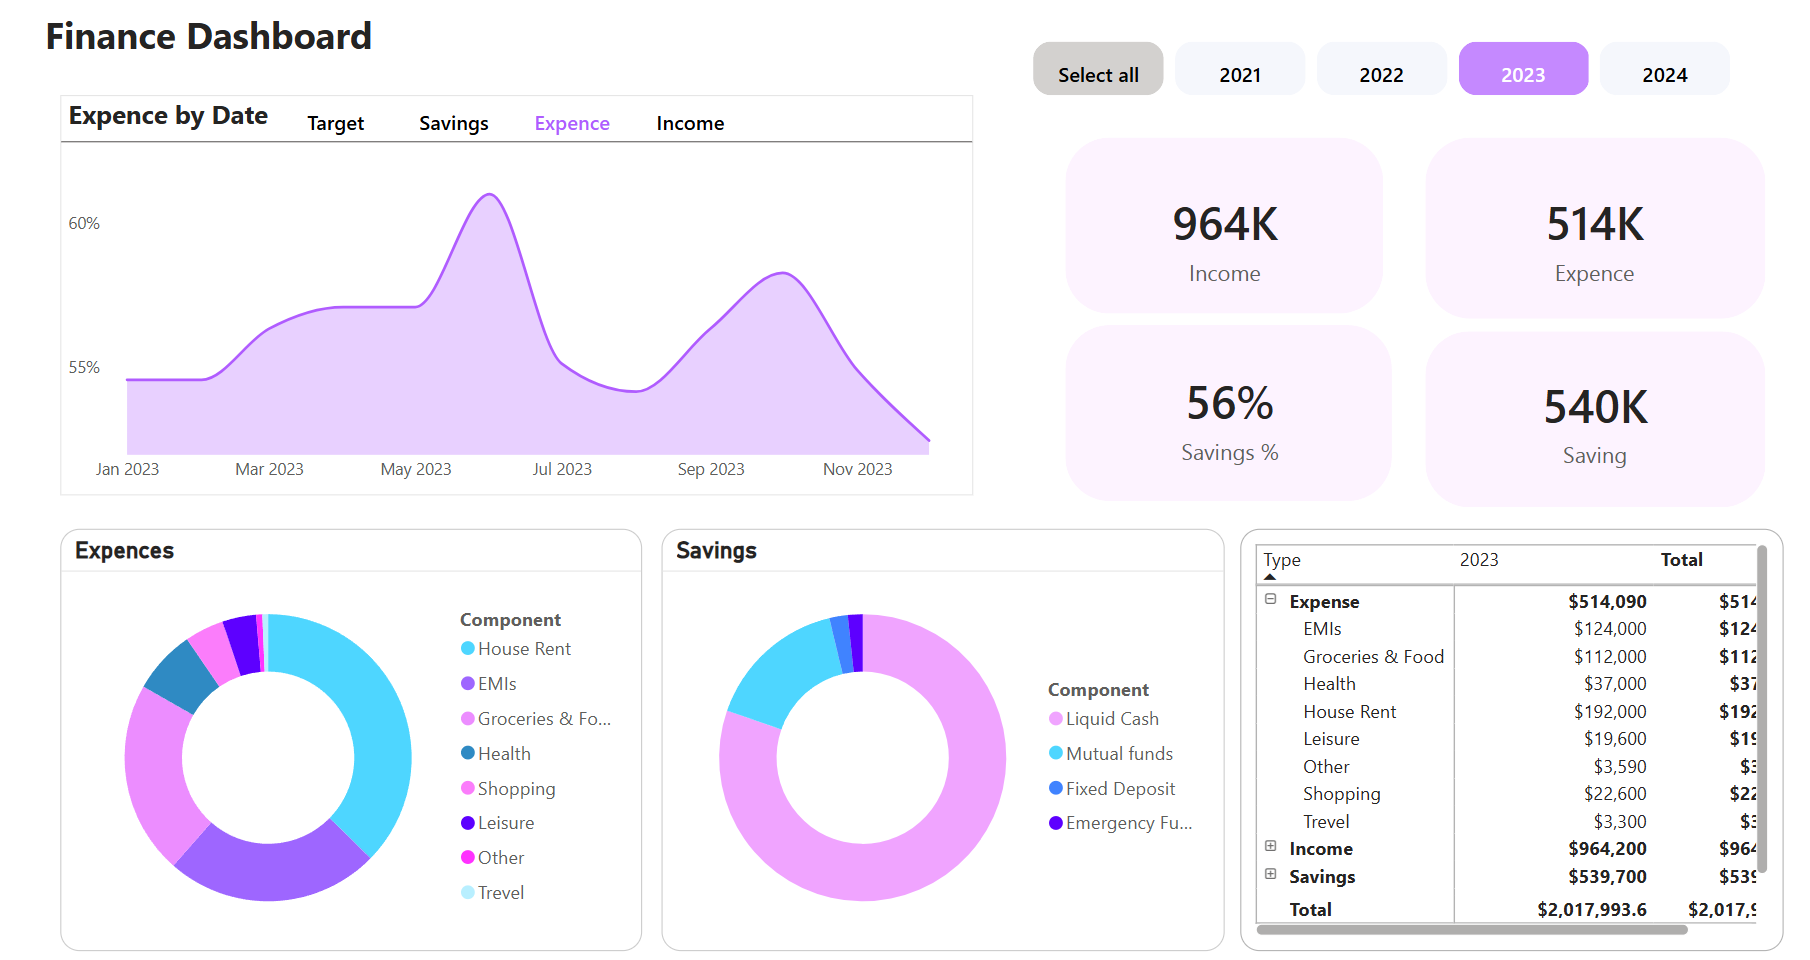 Finance Dashboard
Select all 2021 2022 2023 2024
Expence by Date Target Savings Expence Income
60%
55%
Jan 2023 Mar 2023 May 2023 Jul 2023 Sep 2023 Nov 2023
964K
Income
514K
Expence
56%
Savings %
540K
Saving
Expences
Component
House Rent
EMIs
Groceries & Fo...
Health
Shopping
Leisure
Other
Trevel
Savings
Component
Liquid Cash
Mutual funds
Fixed Deposit
Emergency Fu...
Type 2023 Total
Expense $514,090 $514
EMIs $124,000 $124
Groceries & Food $112,000 $112
Health $37,000 $37
House Rent $192,000 $192
Leisure $19,600 $19
Other $3,590 $3
Shopping $22,600 $22
Trevel $3,300 $3
Income $964,200 $964
Savings $539,700 $539
Total $2,017,993.6 $2,017,9